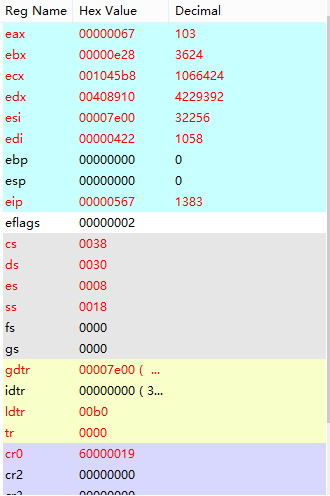 Reg Name Hex Value Decimal
eax 00000067 103
ebx 00000e28 3624
ecx 001045b8 1066424
edx 00408910 4229392
esi 00007e00 32256
edi 00000422 1058
ebp 00000000 0
esp 00000000 0
eip 00000567 1383
eflags 00000002
cs 0038
ds 0030
es 0008
ss 0018
fs 0000
gs 0000
gdtr 00007e00 ( ...
idtr 00000000 ( 3...
ldtr 00b0
tr 0000
cr0 60000019
cr2 00000000